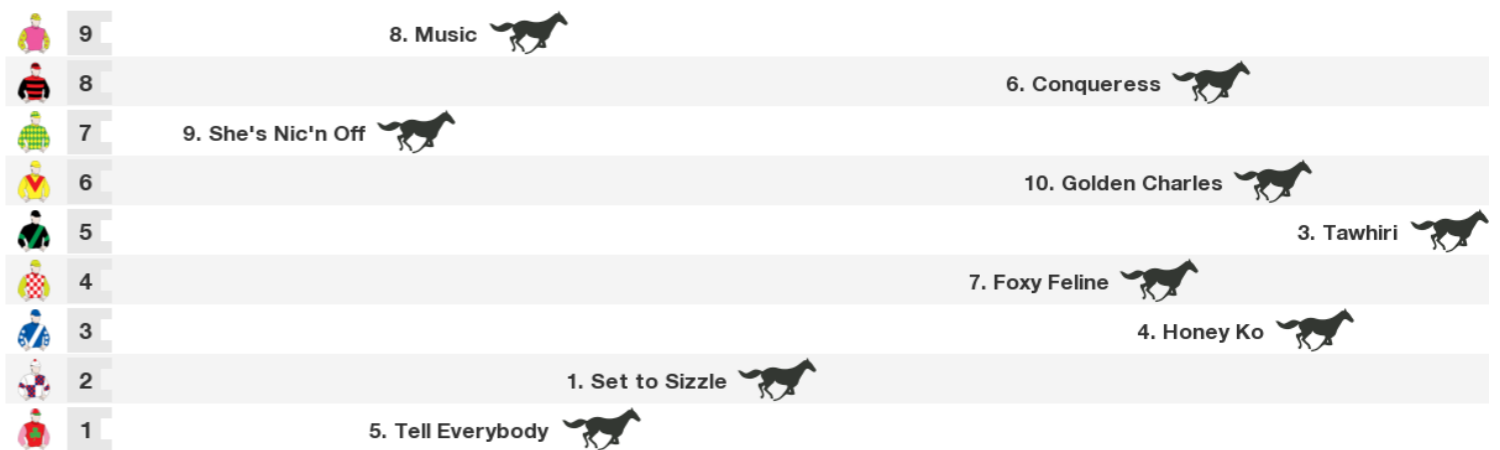 9 8. Music
8 6. Conqueress
7 9. She's Nic'n Off
6 10. Golden Charles
5 3. Tawhiri
4 7. Foxy Feline
3 4. Honey Ko
2 1. Set to Sizzle
1 5. Tell Everybody